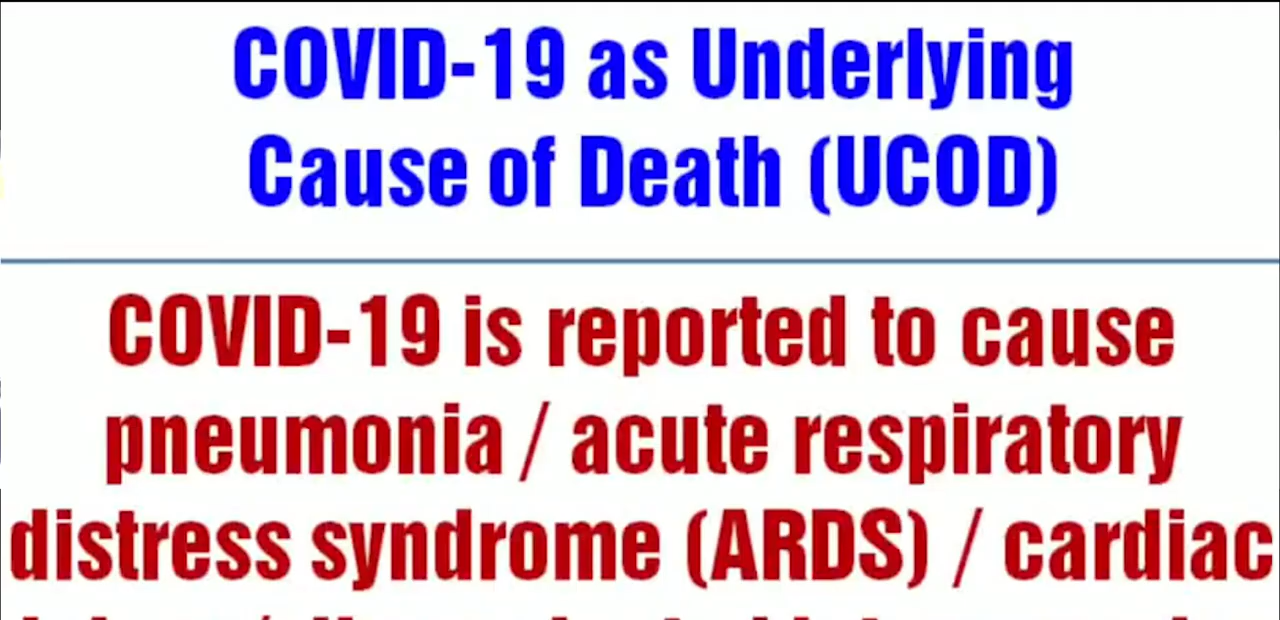 COVID-19 as Underlying
Cause of Death (UCOD)
COVID-19 is reported to cause
pneumonia / acute respiratory
distress syndrome (ARDS) / cardiac